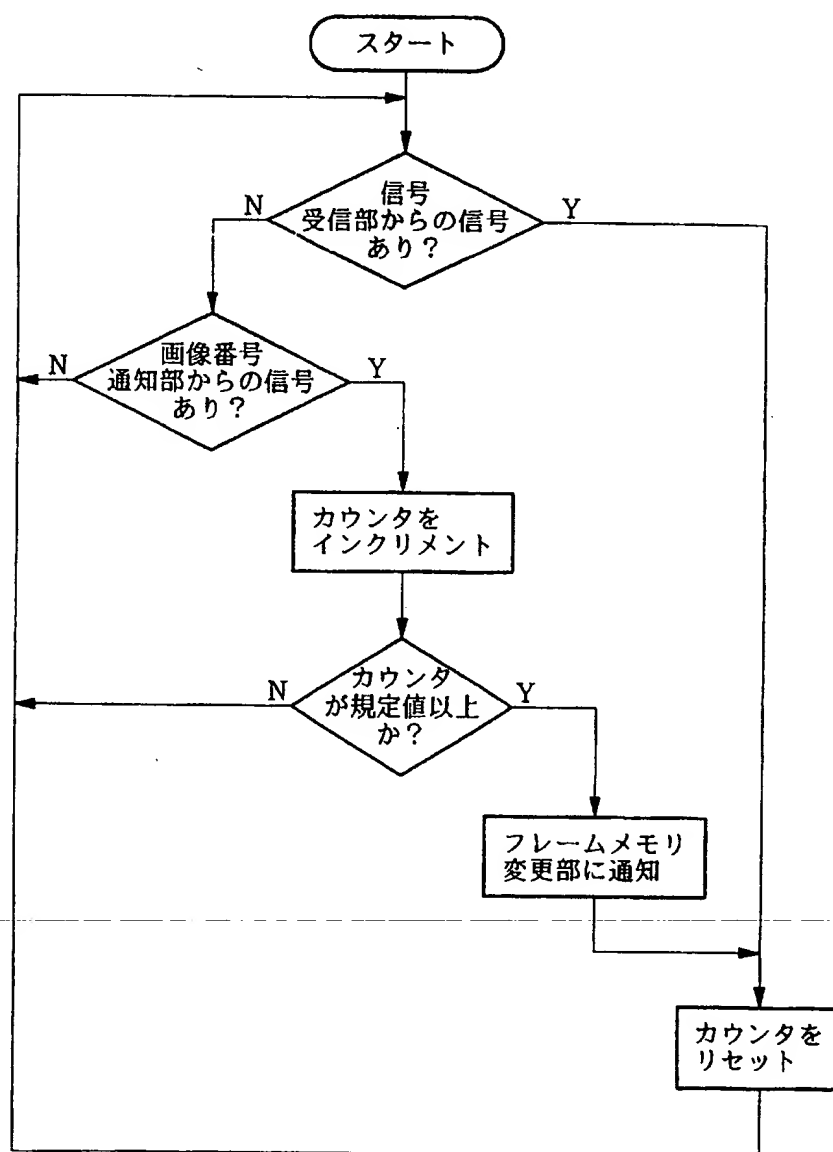 スタート
信号
受信部からの信号
あり？
N
Y
画像番号
通知部からの信号
あり？
N
Y
カウンタを
インクリメント
カウンタ
が規定値以上
か？
N
Y
フレームメモリ
変更部に通知
カウンタを
リセット